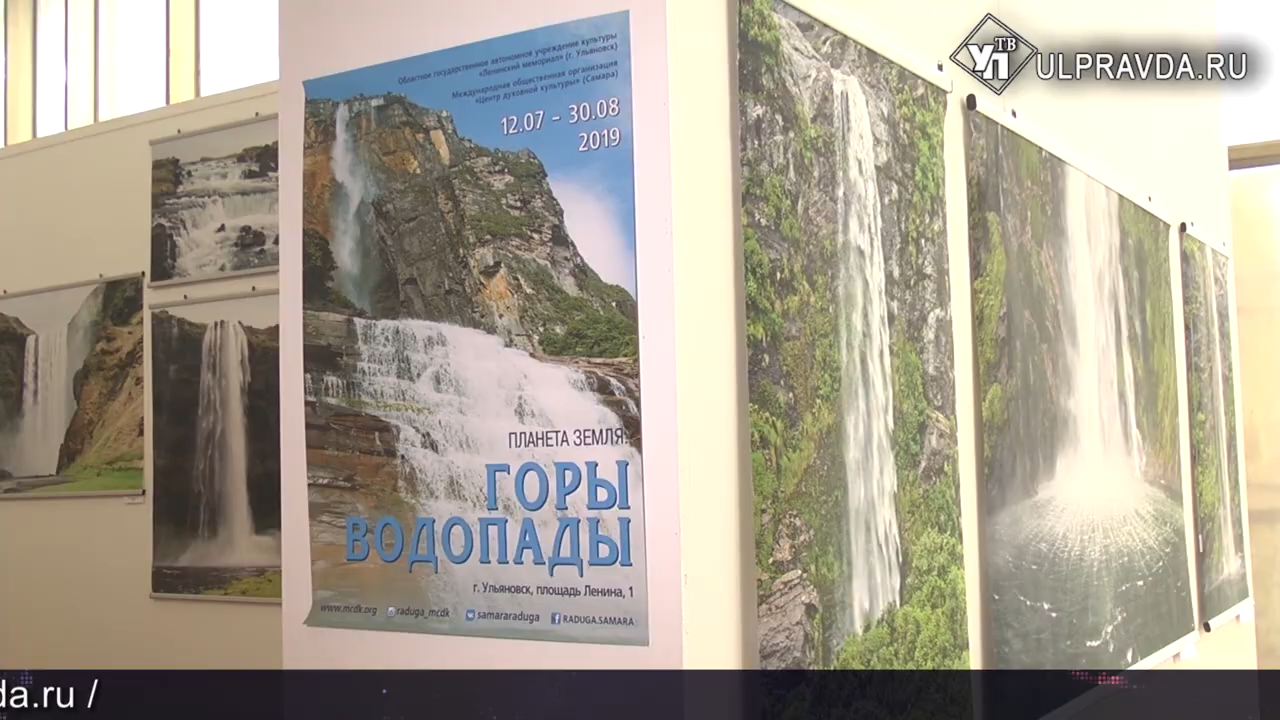 Областное государственное автономное учреждение культуры
«Ленинский мемориал» (г. Ульяновск)
Международная общественная организация
«Центр духовной культуры» (Самара)
12.07 – 30.08
2019
ПЛАНЕТА ЗЕМЛЯ.
ГОРЫ
ВОДОПАДЫ
г. Ульяновск, площадь Ленина, 1
www.mcdk.org raduga_mcdk samararaduga RADUGA.SAMARA
УП ТВ
ULPRAVDA.RU
da.ru /